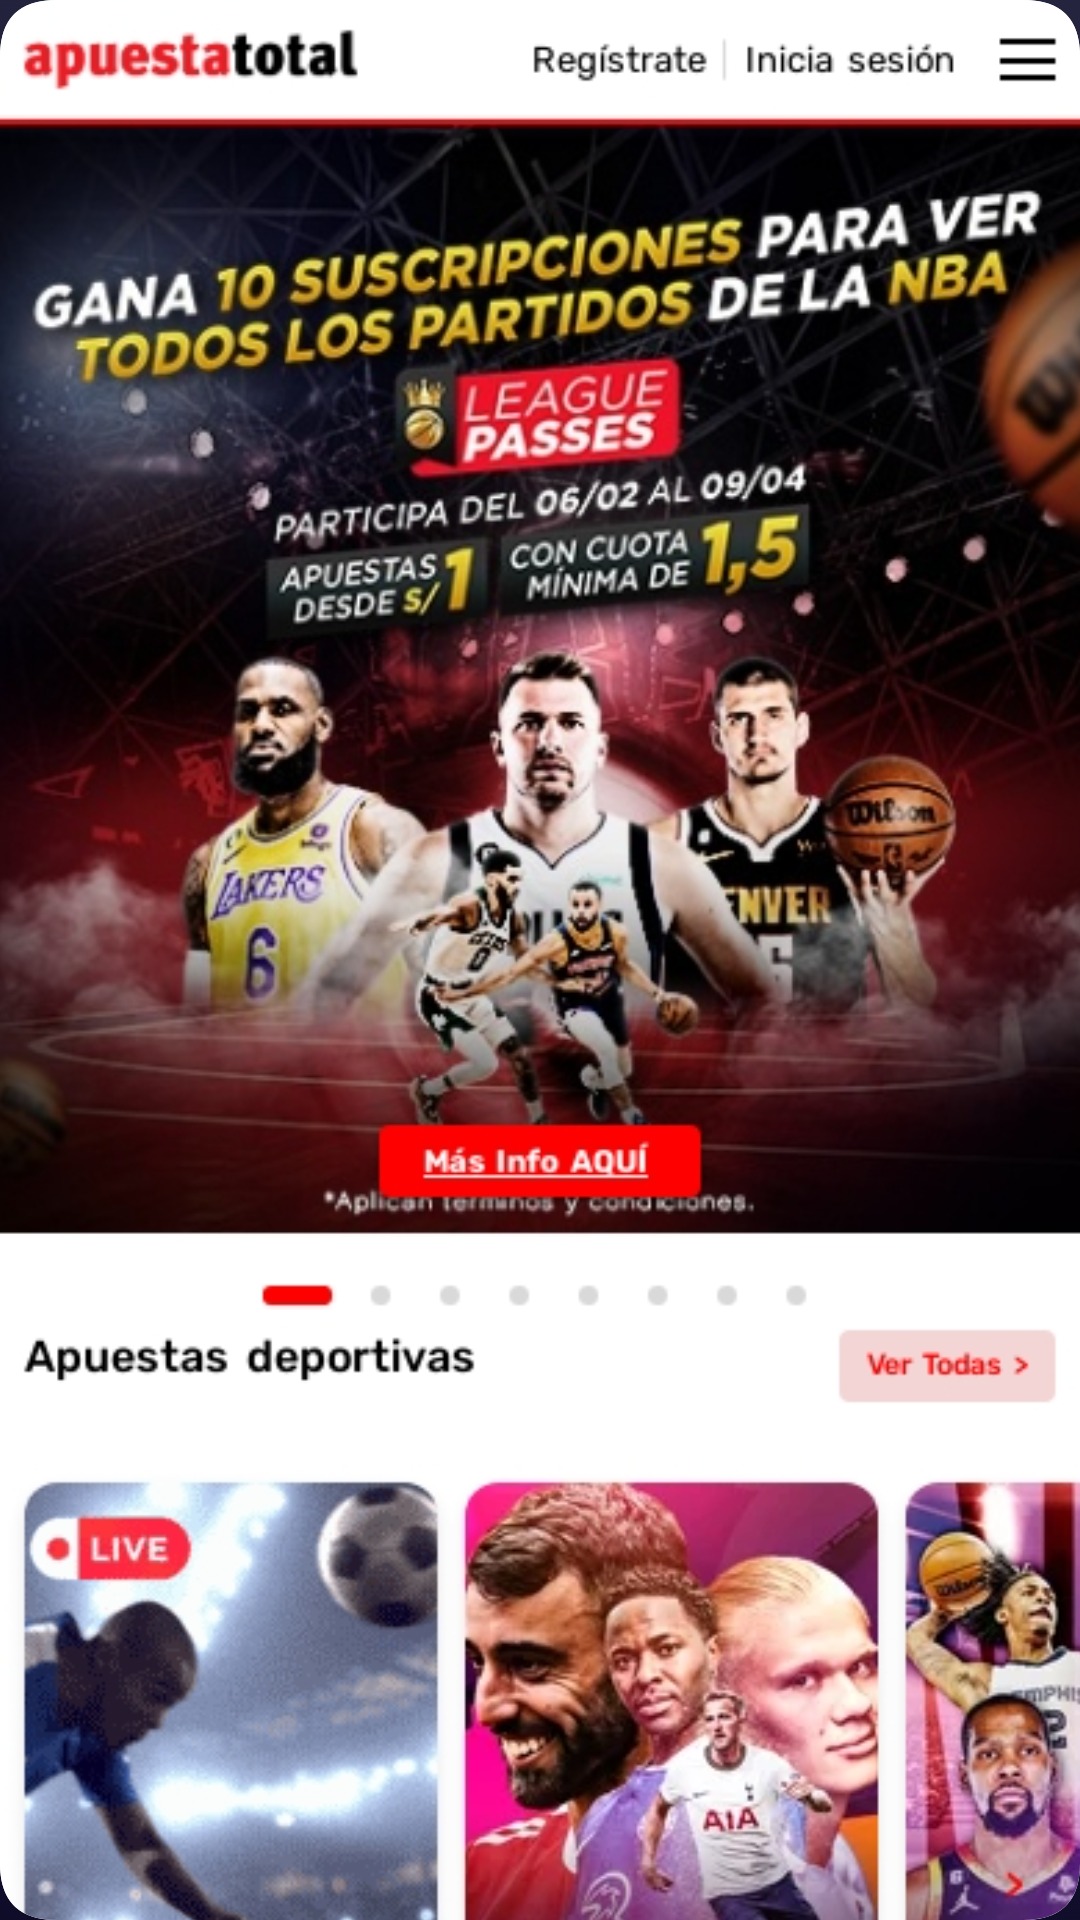 apuestatotal
Regístrate
Inicia sesión
GANA 10 SUSCRIPCIONES PARA VER
TODOS LOS PARTIDOS DE LA NBA
LEAGUE
PASSES
PARTICIPA DEL 06/02 AL 09/04
APUESTAS
DESDE S/1
CON CUOTA
MÍNIMA DE 1,5
Wilson
LAKERS
6
0
Más Info AQUÍ
*Aplican términos y condiciones.
Apuestas deportivas
Ver Todas >
LIVE
AIA